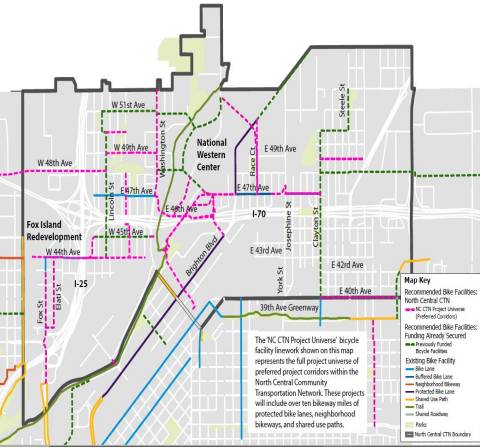 W 51st Ave
Steele St
W 49th Ave
Washington St
National
Western
Center
Race Ct
E 49th Ave
W 48th Ave
E 47th Ave
Lincoln St
E 47th Ave
E 46th Ave
Fox Island
Redevelopment
W 45th Ave
I-70
Josephine St
Clayton St
W 44th Ave
Brighton Blvd
E 43rd Ave
I-25
York St
E 42rd Ave
Fox St
Elati St
E 40th Ave
39th Ave Greenway
The 'NC CTN Project Universe' bicycle
facility linework shown on this map
represents the full project universe of
preferred project corridors within the
North Central Community
Transportation Network. These projects
will include over ten bikeway miles of
protected bike lanes, neighborhood
bikeways, and shared use paths.
Map Key
Recommended Bike Facilities:
North Central CTN
NC CTN Project Universe
(Preferred Corridors)
Recommended Bike Facilities:
Funding Already Secured
Previously Funded
Bicycle Facilities
Existing Bike Facility
Bike Lane
Buffered Bike Lane
Neighborhood Bikeway
Protected Bike Lane
Shared Use Path
Trail
Shared Roadway
Parks
North Central CTN Boundary